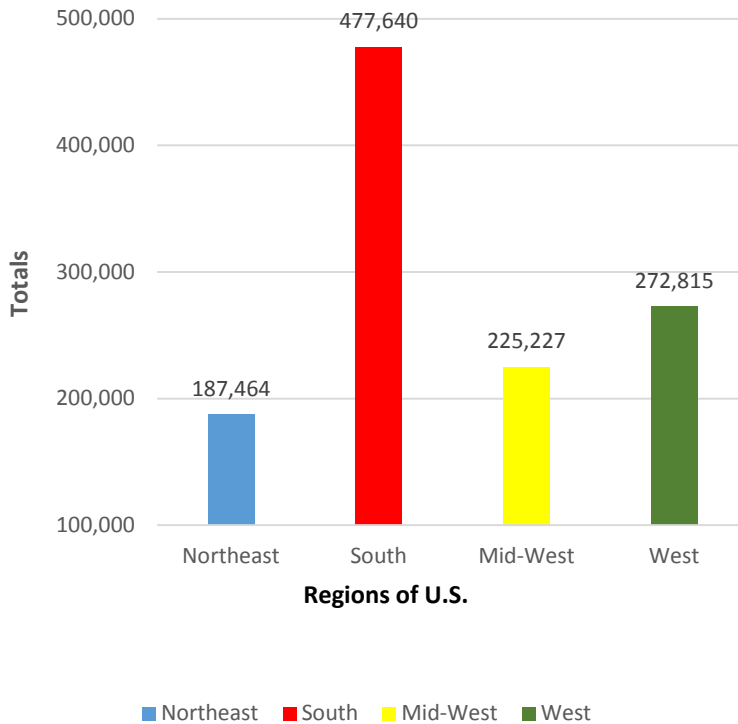 500,000
477,640
400,000
Totals
300,000
272,815
225,227
200,000
187,464
100,000
Northeast South Mid-West West
Regions of U.S.
Northeast South Mid-West West